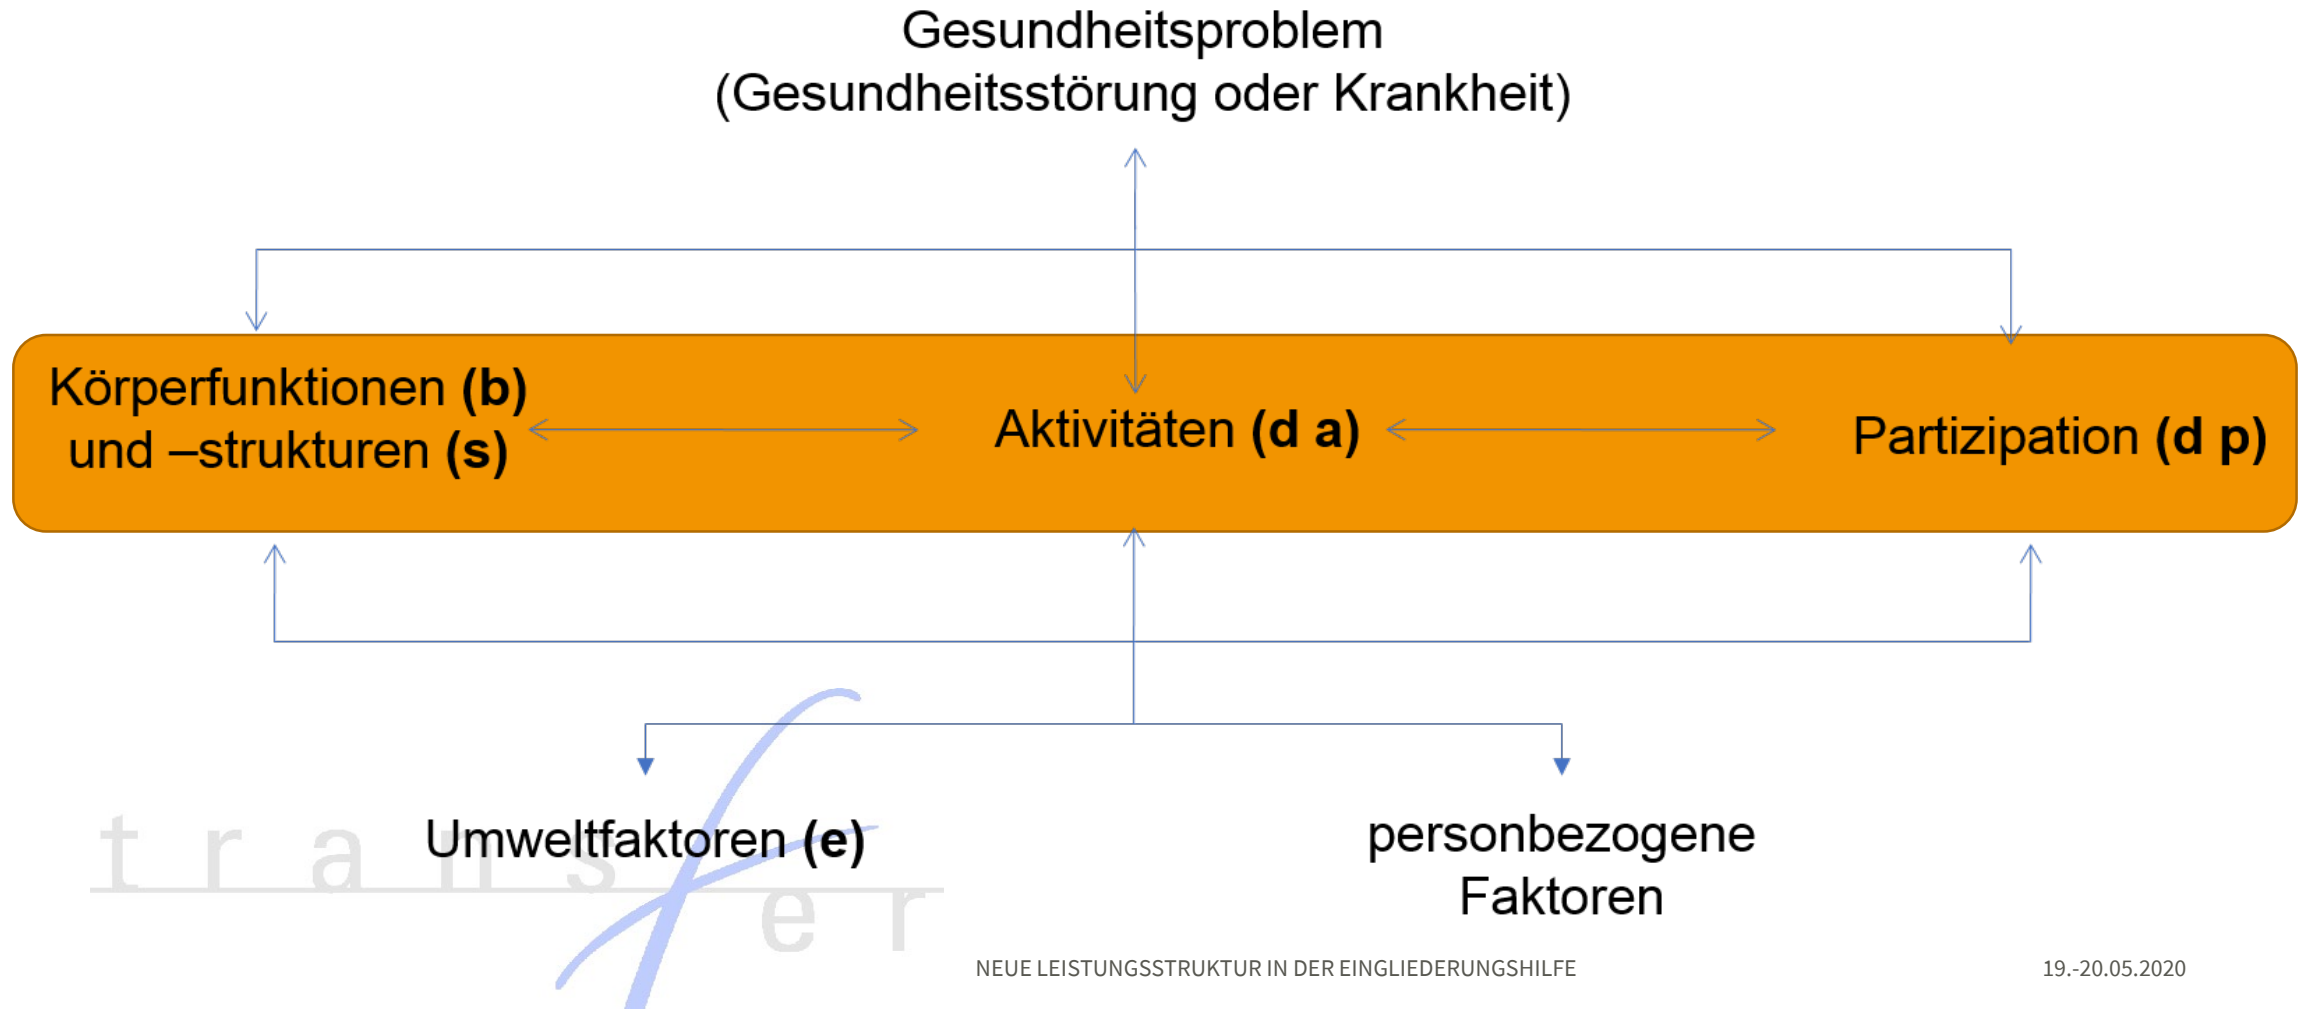 Gesundheitsproblem
(Gesundheitsstörung oder Krankheit)
Körperfunktionen (b)
und –strukturen (s)
Aktivitäten (d a)
Partizipation (d p)
Umweltfaktoren (e)
personbezogene
Faktoren
transfer
NEUE LEISTUNGSSTRUKTUR IN DER EINGLIEDERUNGSHILFE
19.-20.05.2020